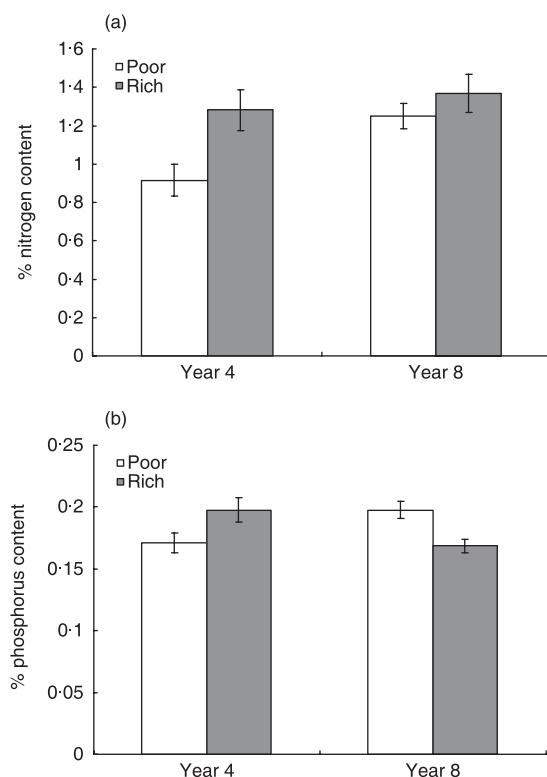 (a)
1·6
1·4
1·2
1
0·8
0·6
0·4
0·2
0
% nitrogen content
Poor
Rich
Year 4
Year 8
(b)
0·25
0·2
0·15
0·1
0·05
0
% phosphorus content
Poor
Rich
Year 4
Year 8